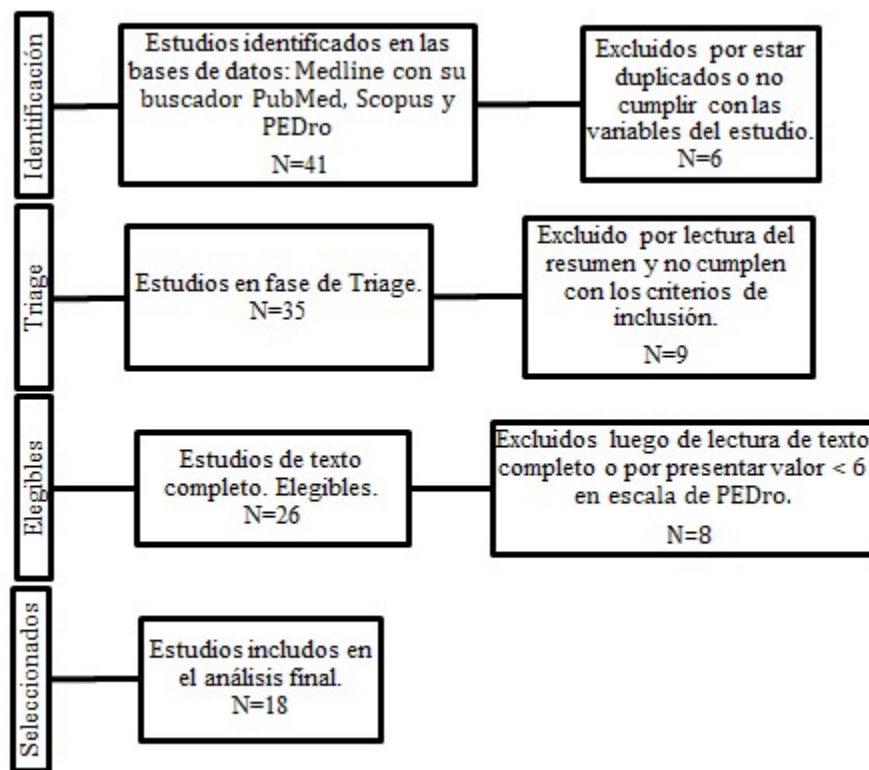 Identificación
Estudios identificados en las
bases de datos: Medline con su
buscador PubMed, Scopus y
PEDro
N=41
Excluidos por estar
duplicados o no
cumplir con las
variables del estudio.
N=6
Triage
Estudios en fase de Triage.
N=35
Excluido por lectura del
resumen y no cumplen
con los criterios de
inclusión.
N=9
Elegibles
Estudios de texto
completo. Elegibles.
N=26
Excluidos luego de lectura de texto
completo o por presentar valor < 6
en escala de PEDro.
N=8
Seleccionados
Estudios includos en
el análisis final.
N=18